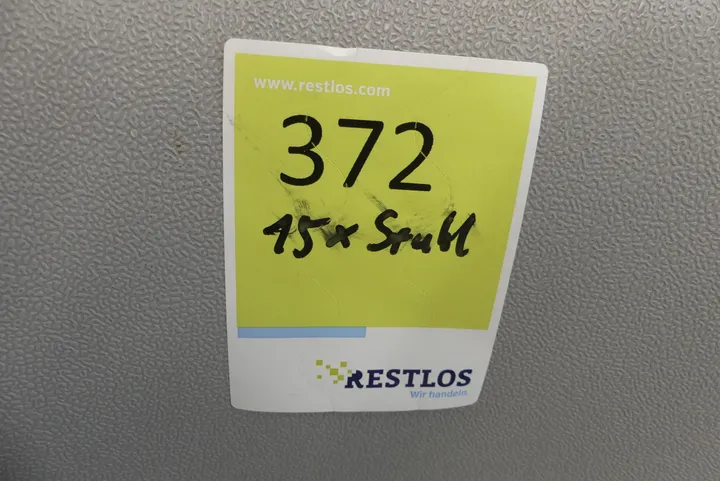 www.restlos.com
372
15x Stuhl
RESTLOS
Wir handeln